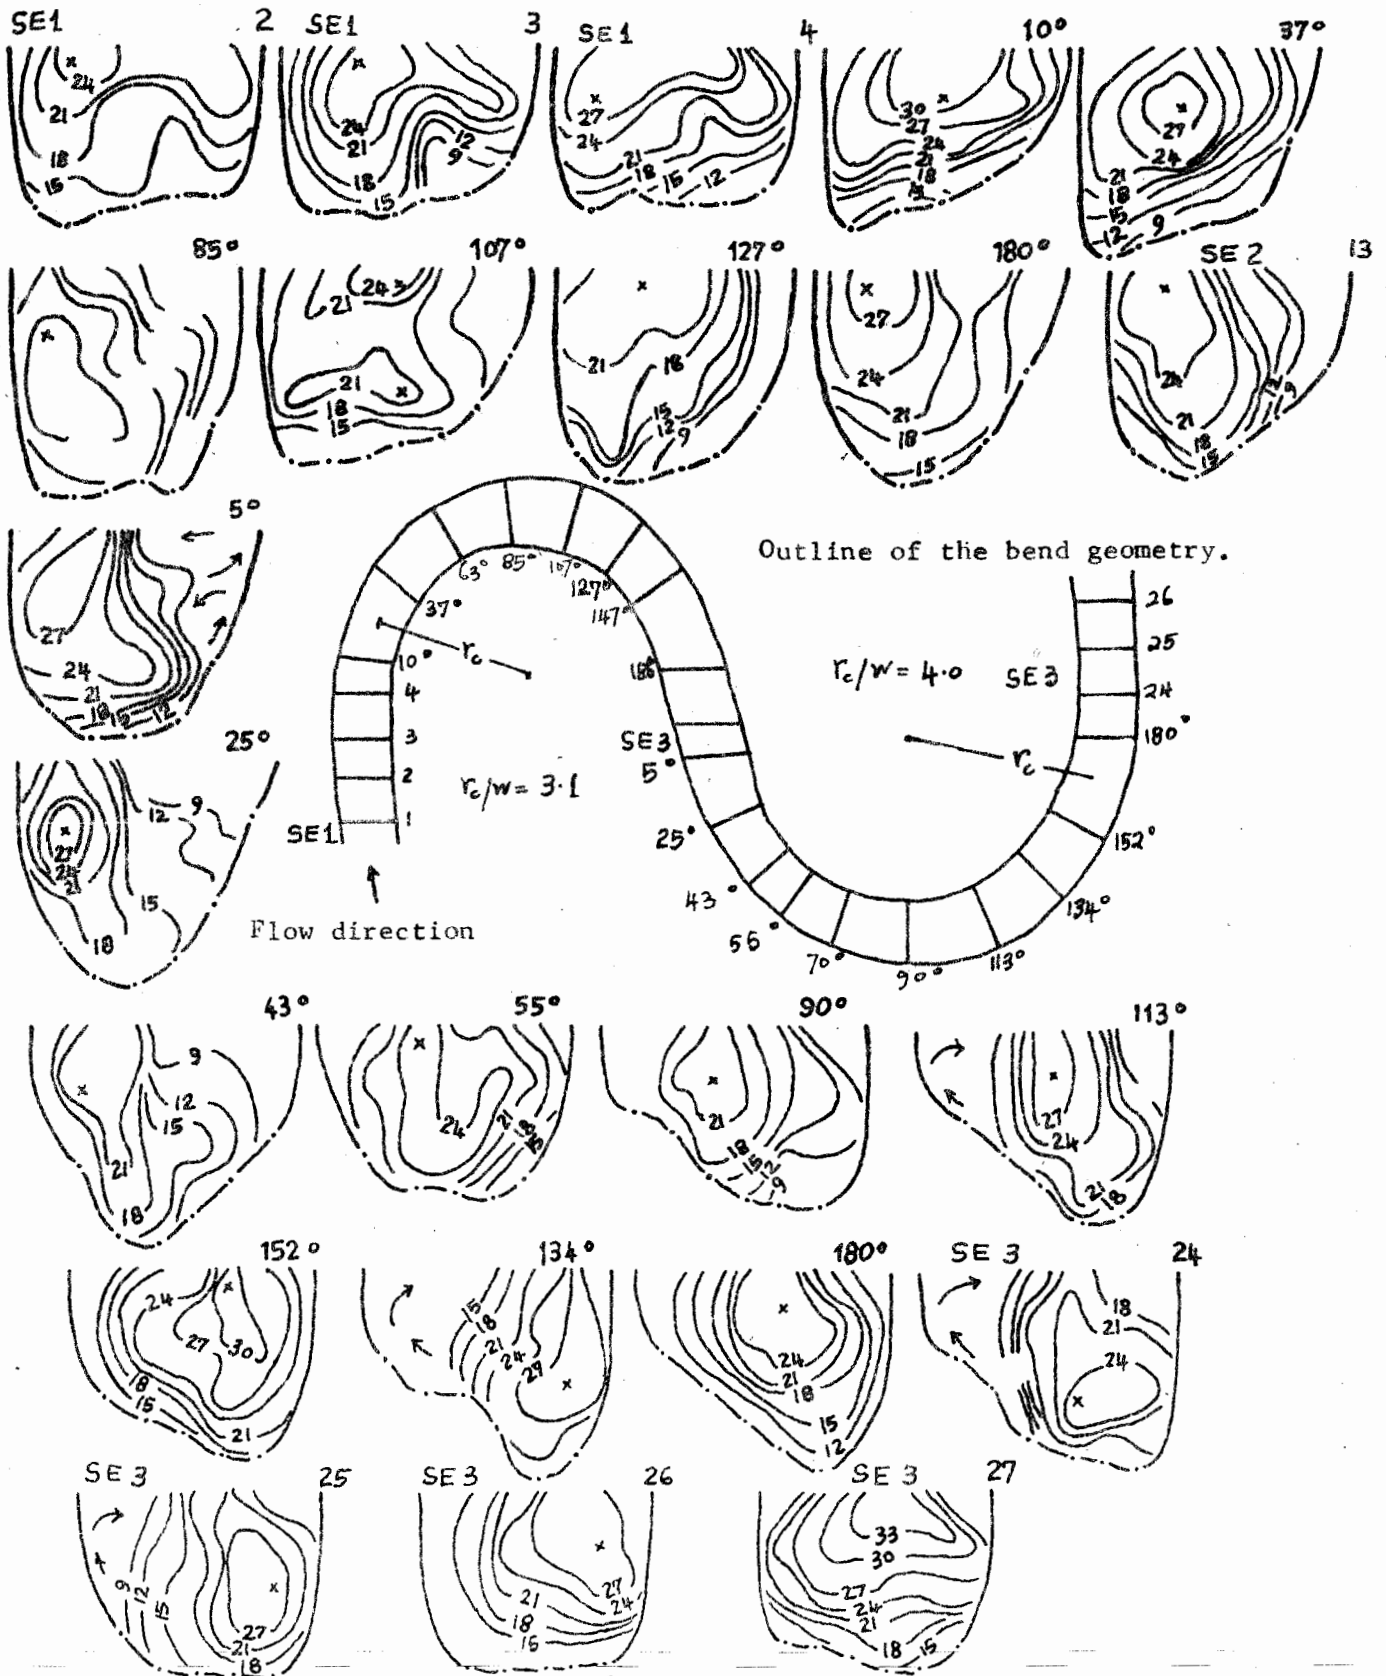 SE1 2 SE1 3 SE1 4 10° 37°
24 21 18 15
24 21 18 15 12 9
27 24 21 18 15 12
30 27 24 21 18
27 24 21 18 15 12 9
85° 107° 127° 180° SE 2 13
24 21 21 18 15
21 18 15 12 9
27 24 21 18 15
24 21 18 15 12 9
5°
27 24 21 18 15 12
25°
27 24 21 18 15 12 9
Outline of the bend geometry.
63° 85° 107° 127° 147°
37°
10°
4
3
2
1
SE1
rc
rc/w = 3.1
Flow direction
SE3
5°
25°
43°
56°
70°
90°
113°
134°
152°
180°
24
25
26
SE3
rc/w = 4.0
rc
43° 55° 90° 113°
9 12 15 21 18
24 21 18 15
21 18 15 12 9
27 24 21 18
152° 134° 180° SE 3 24
24 27 30 18 15 21
15 18 21 24 27
24 21 18 15 12
18 21 24
SE 3 25 SE 3 26 SE 3 27
9 12 15 27 21 18
21 18 15 27 24
33 30 27 24 21 18 15